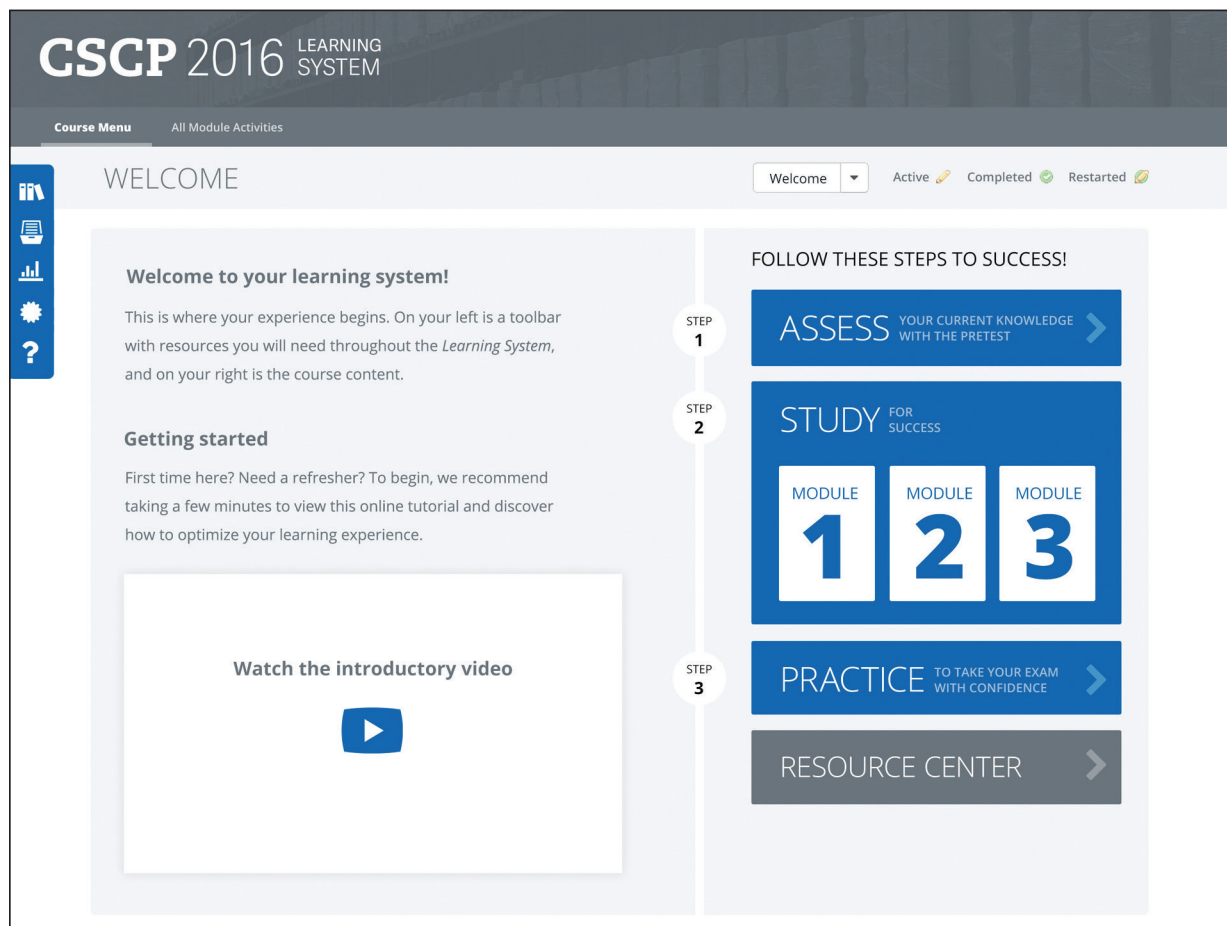 CSCP 2016 LEARNING
SYSTEM
Course Menu All Module Activities
WELCOME
Welcome Active Completed Restarted
Welcome to your learning system!
This is where your experience begins. On your left is a toolbar
with resources you will need throughout the Learning System,
and on your right is the course content.
Getting started
First time here? Need a refresher? To begin, we recommend
taking a few minutes to view this online tutorial and discover
how to optimize your learning experience.
Watch the introductory video
FOLLOW THESE STEPS TO SUCCESS!
STEP
1
ASSESS YOUR CURRENT KNOWLEDGE
WITH THE PRETEST
STEP
2
STUDY FOR
SUCCESS
MODULE MODULE MODULE
1 2 3
STEP
3
PRACTICE TO TAKE YOUR EXAM
WITH CONFIDENCE
RESOURCE CENTER
?